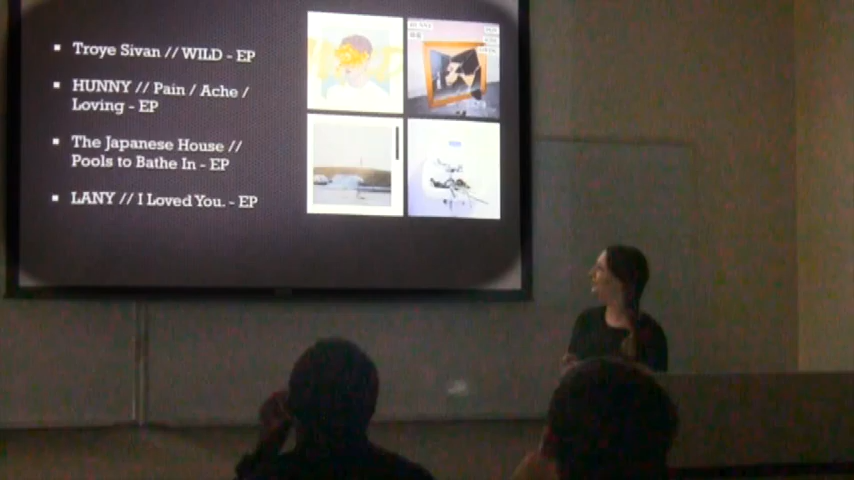 Troye Sivan // WILD - EP
HUNNY // Pain / Ache /
Loving - EP
The Japanese House //
Pools to Bathe In - EP
LANY // I Loved You. - EP